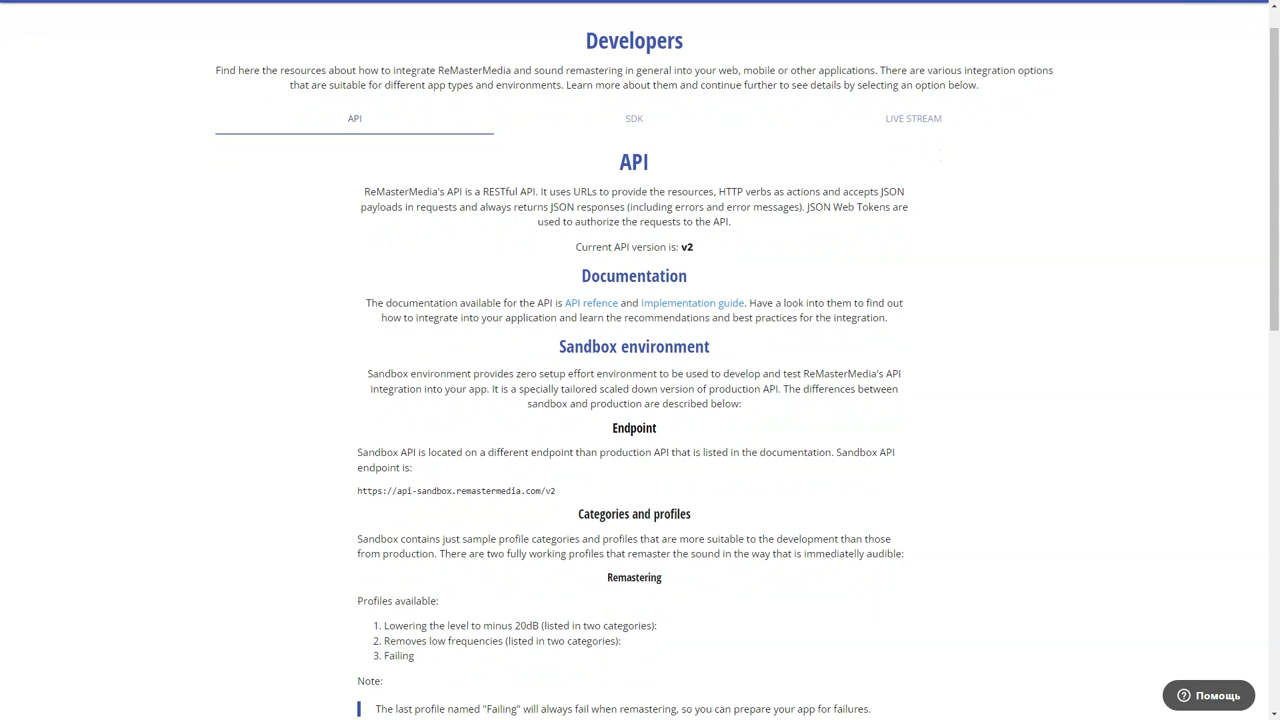 Developers
Find here the resources about how to integrate ReMasterMedia and sound remastering in general into your web, mobile or other applications. There are various integration options
that are suitable for different app types and environments. Learn more about them and continue further to see details by selecting an option below.
API SDK LIVE STREAM
API
ReMasterMedia's API is a RESTful API. It uses URLs to provide the resources, HTTP verbs as actions and accepts JSON
payloads in requests and always returns JSON responses (including errors and error messages). JSON Web Tokens are
used to authorize the requests to the API.
Current API version is: v2
Documentation
The documentation available for the API is API refence and Implementation guide. Have a look into them to find out
how to integrate into your application and learn the recommendations and best practices for the integration.
Sandbox environment
Sandbox environment provides zero setup effort environment to be used to develop and test ReMasterMedia's API
integration into your app. It is a specially tailored scaled down version of production API. The differences between
sandbox and production are described below:
Endpoint
Sandbox API is located on a different endpoint than production API that is listed in the documentation. Sandbox API
endpoint is:
https://api-sandbox.remastermedia.com/v2
Categories and profiles
Sandbox contains just sample profile categories and profiles that are more suitable to the development than those
from production. There are two fully working profiles that remaster the sound in the way that is immediatelly audible:
Remastering
Profiles available:
1. Lowering the level to minus 20dB (listed in two categories):
2. Removes low frequencies (listed in two categories):
3. Failing
Note:
The last profile named "Failing" will always fail when remastering, so you can prepare your app for failures.
Помощь